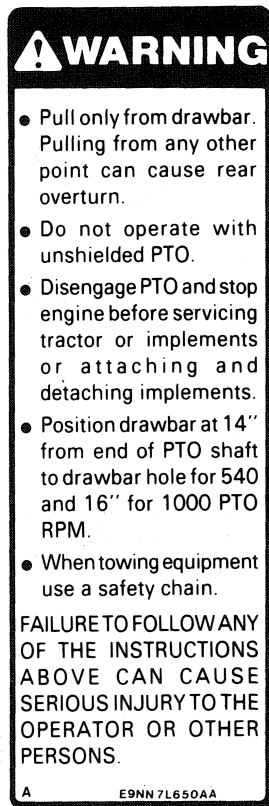 WARNING
● Pull only from drawbar.
Pulling from any other
point can cause rear
overturn.
● Do not operate with
unshielded PTO.
● Disengage PTO and stop
engine before servicing
tractor or implements
or attaching and
detaching implements.
● Position drawbar at 14''
from end of PTO shaft
to drawbar hole for 540
and 16'' for 1000 PTO
RPM.
● When towing equipment
use a safety chain.
FAILURE TO FOLLOW ANY
OF THE INSTRUCTIONS
ABOVE CAN CAUSE
SERIOUS INJURY TO THE
OPERATOR OR OTHER
PERSONS.
A E9NN 7L650AA